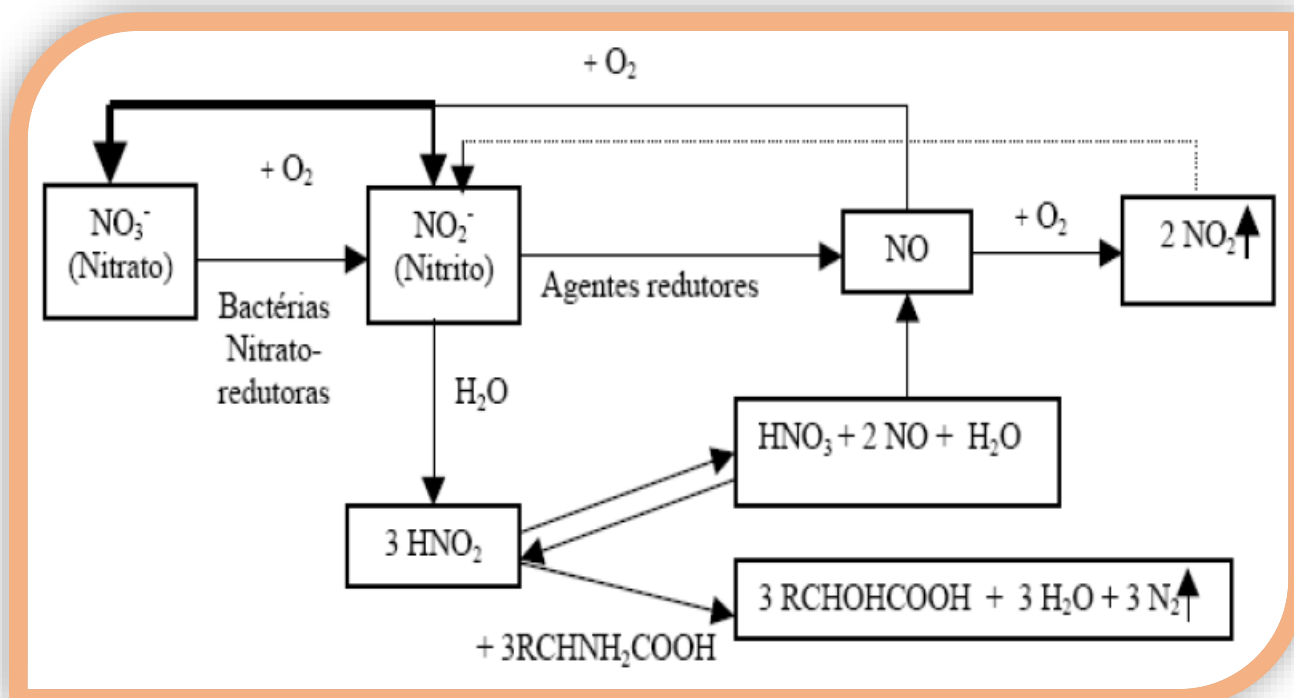 + O₂
+ O₂
NO₃⁻
(Nitrato)
NO₂⁻
(Nitrito)
NO
+ O₂
2 NO₂
Agentes redutores
Bactérias
Nitrato-
redutoras
H₂O
HNO₃ + 2 NO + H₂O
3 HNO₂
3 RCHOHCOOH + 3 H₂O + 3 N₂
+ 3RCHNH₂COOH